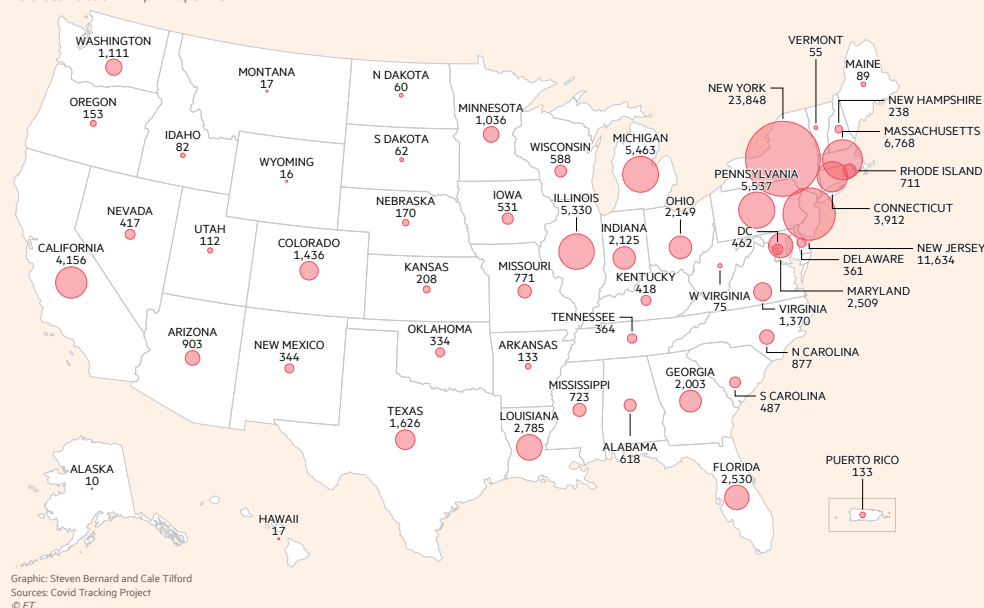 WASHINGTON
1,111
MONTANA
17
N DAKOTA
60
VERMONT
55
MAINE
89
OREGON
153
IDAHO
82
WYOMING
16
S DAKOTA
62
MINNESOTA
1,036
WISCONSIN
588
MICHIGAN
5,463
NEW YORK
23,848
NEW HAMPSHIRE
238
MASSACHUSETTS
6,768
RHODE ISLAND
711
CONNECTICUT
3,912
NEW JERSEY
11,634
PENNSYLVANIA
5,537
NEVADA
417
UTAH
112
COLORADO
1,436
NEBRASKA
170
IOWA
531
ILLINOIS
5,330
INDIANA
2,125
OHIO
2,149
DC
462
DELAWARE
361
MARYLAND
2,509
CALIFORNIA
4,156
KANSAS
208
MISSOURI
771
KENTUCKY
418
W VIRGINIA
75
VIRGINIA
1,370
ARIZONA
903
NEW MEXICO
344
OKLAHOMA
334
ARKANSAS
133
TENNESSEE
364
N CAROLINA
877
S CAROLINA
487
TEXAS
1,626
LOUISIANA
2,785
MISSISSIPPI
723
ALABAMA
618
GEORGIA
2,003
FLORIDA
2,530
PUERTO RICO
133
ALASKA
10
HAWAII
17
Graphic: Steven Bernard and Cale Tilford
Sources: Covid Tracking Project
© FT